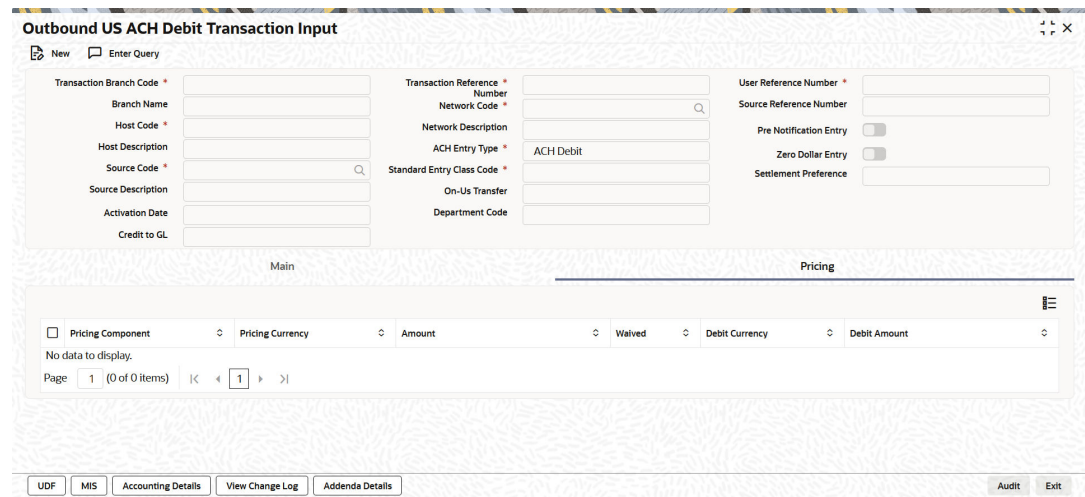 Outbound US ACH Debit Transaction Input
New Enter Query
Transaction Branch Code * Transaction Reference * Number User Reference Number *
Branch Name Network Code * Source Reference Number
Host Code * Network Description Pre Notification Entry
Host Description ACH Entry Type * ACH Debit Zero Dollar Entry
Source Code * Standard Entry Class Code * Settlement Preference
Source Description On-Us Transfer
Activation Date Department Code
Credit to GL
Main Pricing
Pricing Component Pricing Currency Amount Waived Debit Currency Debit Amount
No data to display.
Page 1 (0 of 0 items) 1
UDF MIS Accounting Details View Change Log Addenda Details Audit Exit